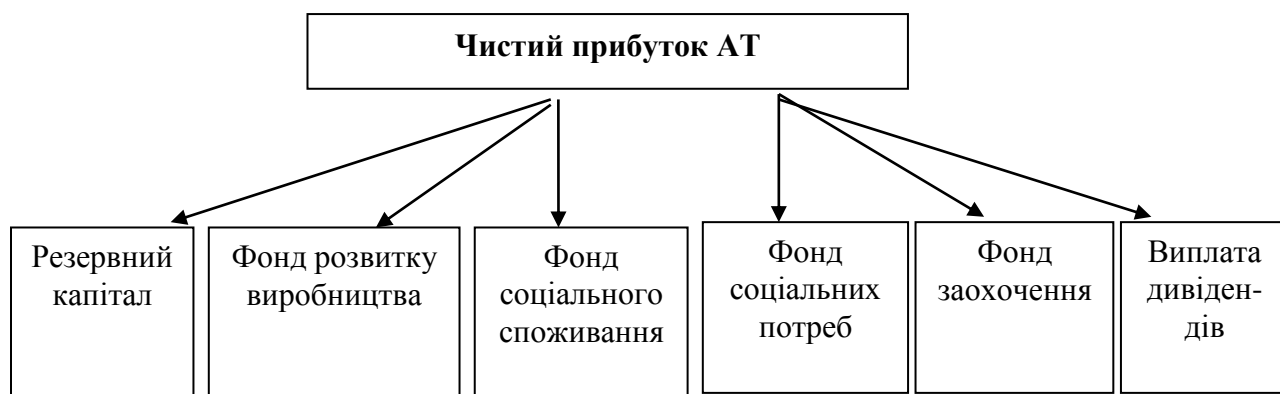 Чистий прибуток АТ
Резервний
капітал
Фонд розвитку
виробництва
Фонд
соціального
споживання
Фонд
соціальних
потреб
Фонд
заохочення
Виплата
дивіден-
дів